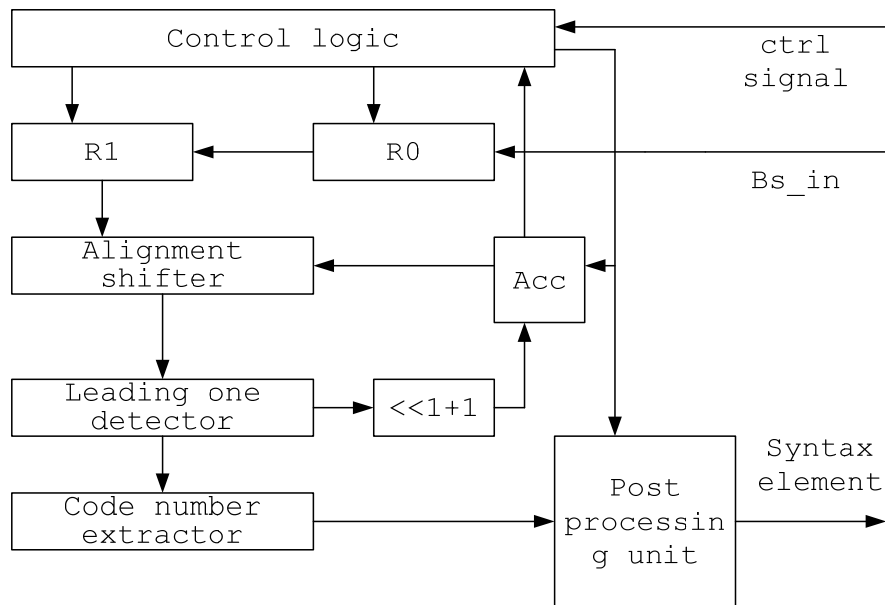 Control logic
ctrl
signal
R1
R0
Bs_in
Alignment
shifter
Acc
Leading one
detector
<<1+1
Syntax
element
Code number
extractor
Post
processin
g unit